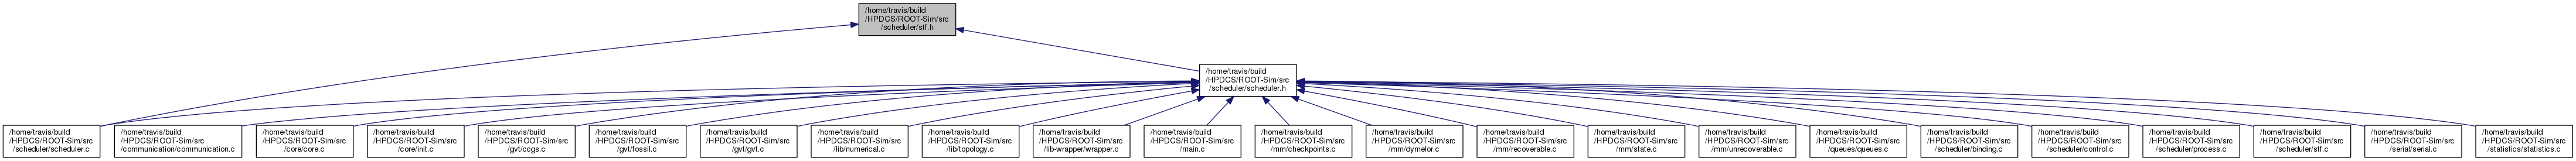 /home/travis/build
/HPDCS/ROOT-Sim/src
/scheduler/stf.h
/home/travis/build
/HPDCS/ROOT-Sim/src
/scheduler/scheduler.h
/home/travis/build
/HPDCS/ROOT-Sim/src
/scheduler/scheduler.c
/home/travis/build
/HPDCS/ROOT-Sim/src
/communication/communication.c
/home/travis/build
/HPDCS/ROOT-Sim/src
/core/core.c
/home/travis/build
/HPDCS/ROOT-Sim/src
/core/init.c
/home/travis/build
/HPDCS/ROOT-Sim/src
/gvt/ccgs.c
/home/travis/build
/HPDCS/ROOT-Sim/src
/gvt/fossil.c
/home/travis/build
/HPDCS/ROOT-Sim/src
/gvt/gvt.c
/home/travis/build
/HPDCS/ROOT-Sim/src
/lib/numerical.c
/home/travis/build
/HPDCS/ROOT-Sim/src
/lib/topology.c
/home/travis/build
/HPDCS/ROOT-Sim/src
/lib-wrapper/wrapper.c
/home/travis/build
/HPDCS/ROOT-Sim/src
/main.c
/home/travis/build
/HPDCS/ROOT-Sim/src
/mm/checkpoints.c
/home/travis/build
/HPDCS/ROOT-Sim/src
/mm/dymelor.c
/home/travis/build
/HPDCS/ROOT-Sim/src
/mm/recoverable.c
/home/travis/build
/HPDCS/ROOT-Sim/src
/mm/state.c
/home/travis/build
/HPDCS/ROOT-Sim/src
/mm/unrecoverable.c
/home/travis/build
/HPDCS/ROOT-Sim/src
/queues/queues.c
/home/travis/build
/HPDCS/ROOT-Sim/src
/scheduler/binding.c
/home/travis/build
/HPDCS/ROOT-Sim/src
/scheduler/control.c
/home/travis/build
/HPDCS/ROOT-Sim/src
/scheduler/process.c
/home/travis/build
/HPDCS/ROOT-Sim/src
/scheduler/stf.c
/home/travis/build
/HPDCS/ROOT-Sim/src
/serial/serial.c
/home/travis/build
/HPDCS/ROOT-Sim/src
/statistics/statistics.c